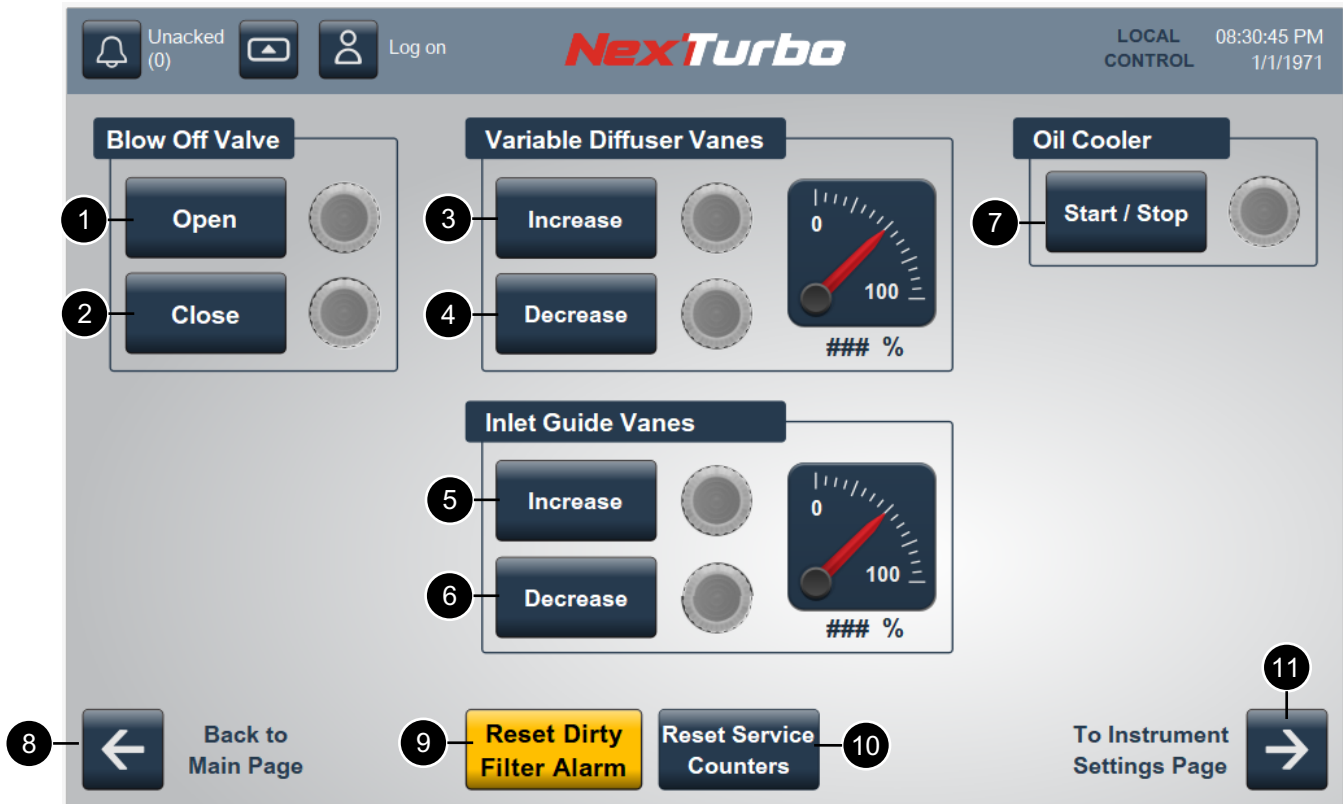 Unacked
(0)
Log on
NexTurbo
LOCAL
CONTROL
08:30:45 PM
1/1/1971
Blow Off Valve
1
Open
2
Close
Variable Diffuser Vanes
3
Increase
4
Decrease
0
100
### %
Oil Cooler
7
Start / Stop
Inlet Guide Vanes
5
Increase
6
Decrease
0
100
### %
8
Back to
Main Page
9
Reset Dirty
Filter Alarm
Reset Service
Counters
10
To Instrument
Settings Page
11